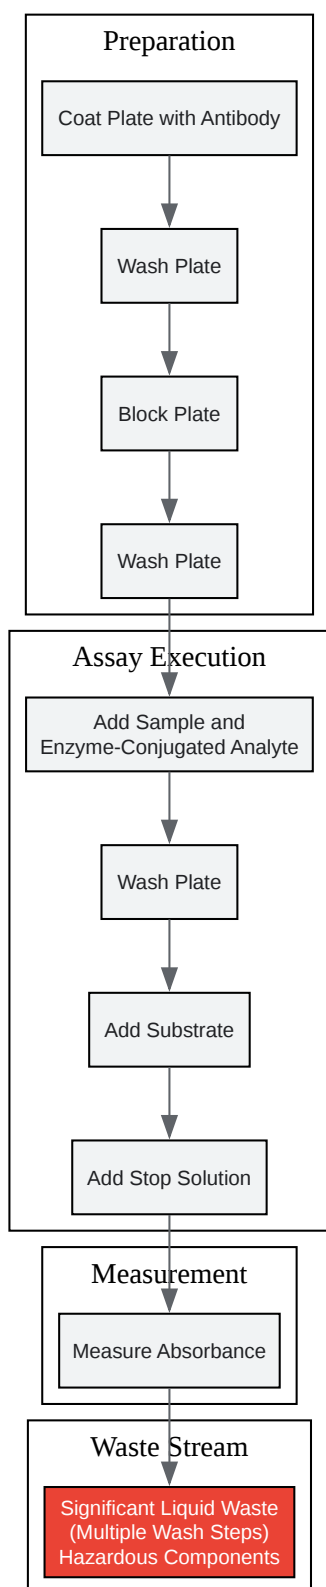 Preparation
Coat Plate with Antibody
Wash Plate
Block Plate
Wash Plate
Assay Execution
Add Sample and
Enzyme-Conjugated Analyte
Wash Plate
Add Substrate
Add Stop Solution
Measurement
Measure Absorbance
Waste Stream
Significant Liquid Waste
(Multiple Wash Steps)
Hazardous Components